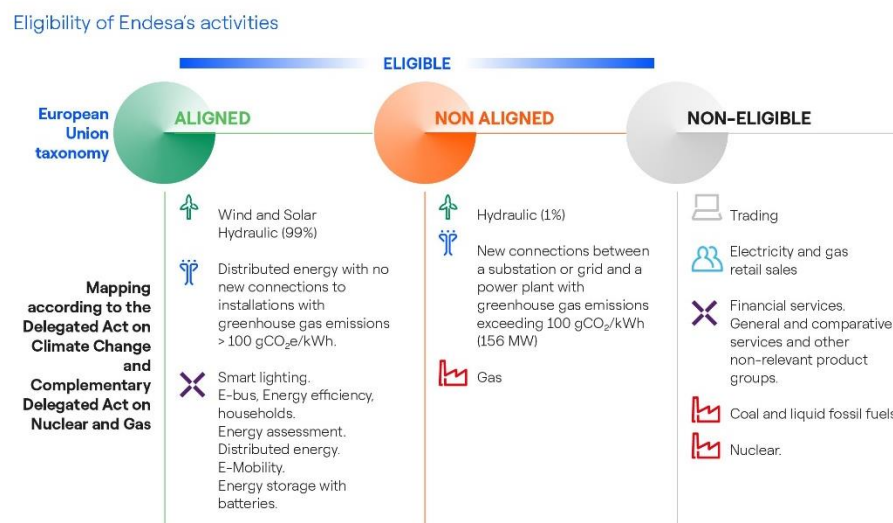 Eligibility of Endesa's activities
ELIGIBLE
European
Union
taxonomy
ALIGNED
NON ALIGNED
NON-ELIGIBLE
Mapping
according to the
Delegated Act on
Climate Change
and
Complementary
Delegated Act on
Nuclear and Gas
Wind and Solar
Hydraulic (99%)
Distributed energy with no
new connections to
installations with
greenhouse gas emissions
> 100 gCO₂e/kWh.
Smart lighting.
E-bus, Energy efficiency,
households.
Energy assessment.
Distributed energy.
E-Mobility.
Energy storage with
batteries.
Hydraulic (1%)
New connections between
a substation or grid and a
power plant with
greenhouse gas emissions
exceeding 100 gCO₂/kWh
(156 MW)
Gas
Trading
Electricity and gas
retail sales
Financial services.
General and comparative
services and other
non-relevant product
groups.
Coal and liquid fossil fuels
Nuclear.